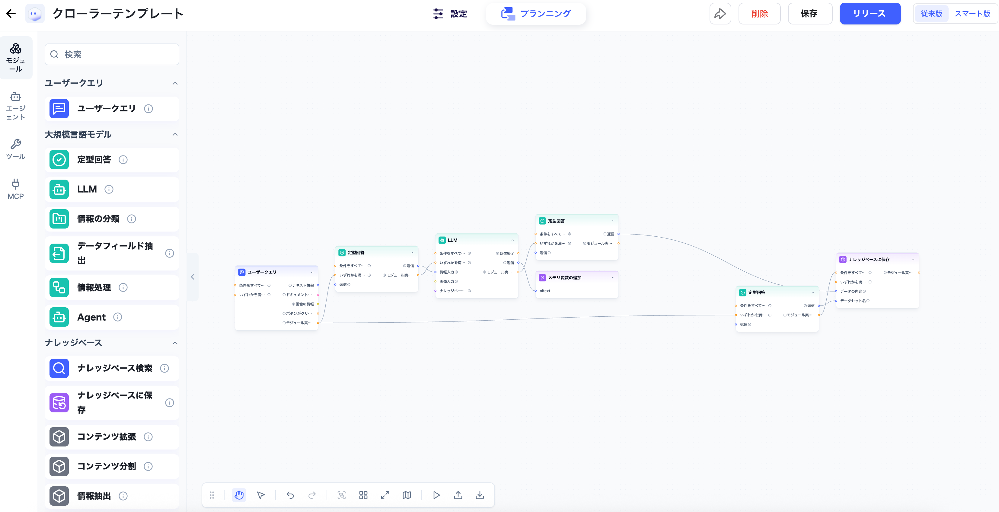 クローラーテンプレート
設定
プランニング
削除
保存
リリース
従来版
スマート版
モジュ
ール
エージ
ェント
ツール
MCP
検索
ユーザークエリ
ユーザークエリ
大規模言語モデル
定型回答
LLM
情報の分類
データフィールド抽
出
情報処理
Agent
ナレッジベース
ナレッジベース検索
ナレッジベースに保
存
コンテンツ拡張
コンテンツ分割
情報抽出
ユーザークエリ
条件をすべて…
テキスト情報
いずれかを満…
ドキュメント…
画像の情報
ボタンがクリ…
モジュール実…
定型回答
条件をすべて…
返信
いずれかを満…
モジュール実…
返信
LLM
条件をすべて…
返信終了
いずれかを満…
返信
情報入力
モジュール実…
画像入力
ナレッジベー…
定型回答
条件をすべて…
返信
いずれかを満…
モジュール実…
返信
メモリ変数の追加
aitext
定型回答
条件をすべて…
返信
いずれかを満…
モジュール実…
返信
ナレッジベースに保存
条件をすべて…
モジュール実…
いずれかを満…
データの内容
データセット名